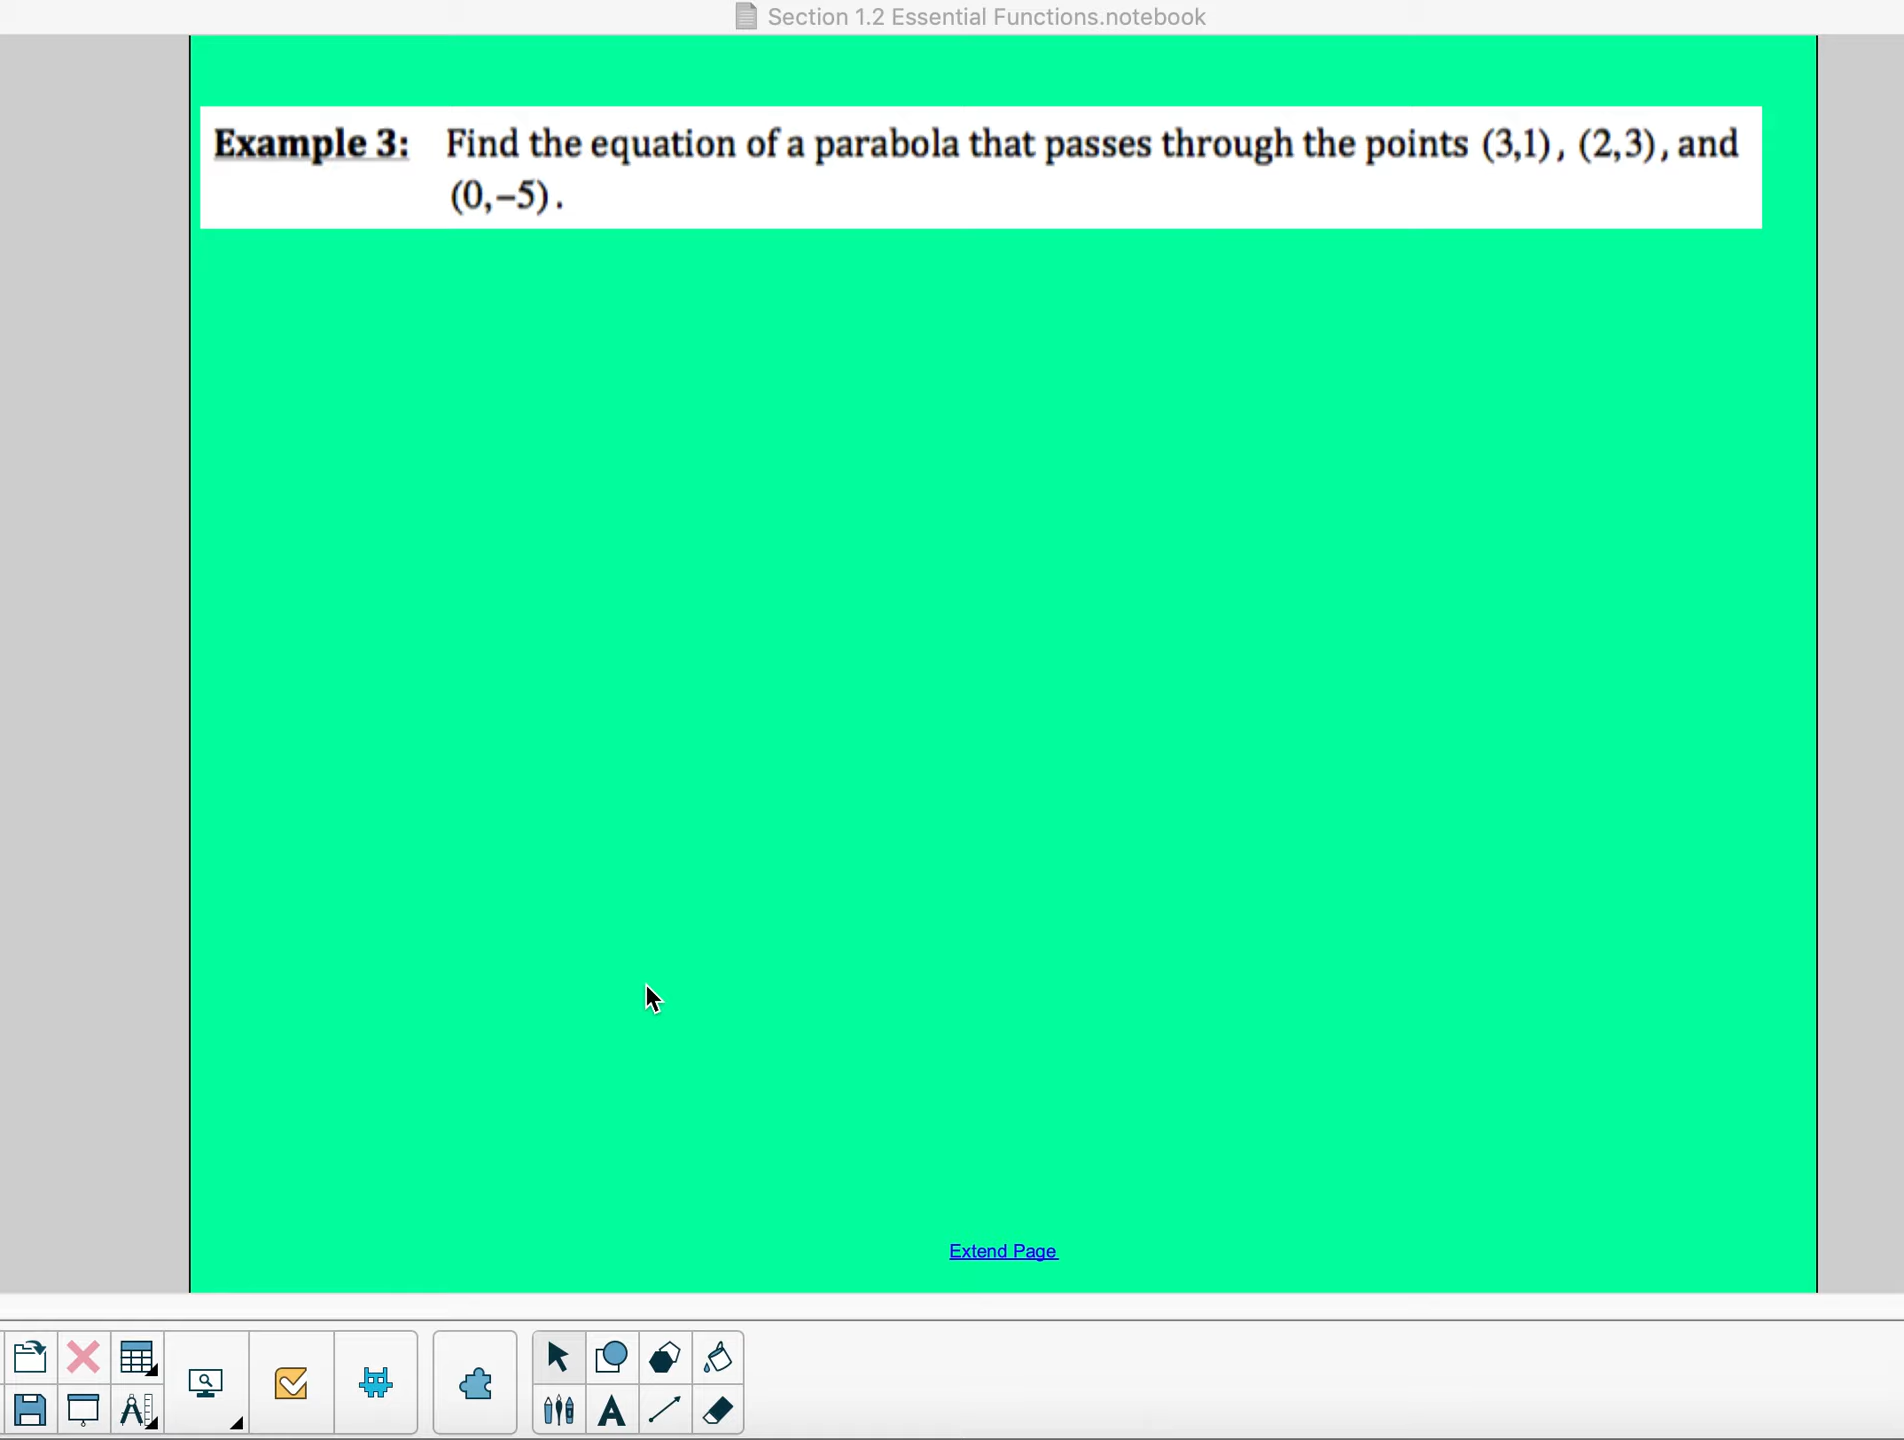 Section 1.2 Essential Functions.notebook
Example 3: Find the equation of a parabola that passes through the points (3,1), (2,3), and
(0,−5).
Extend Page